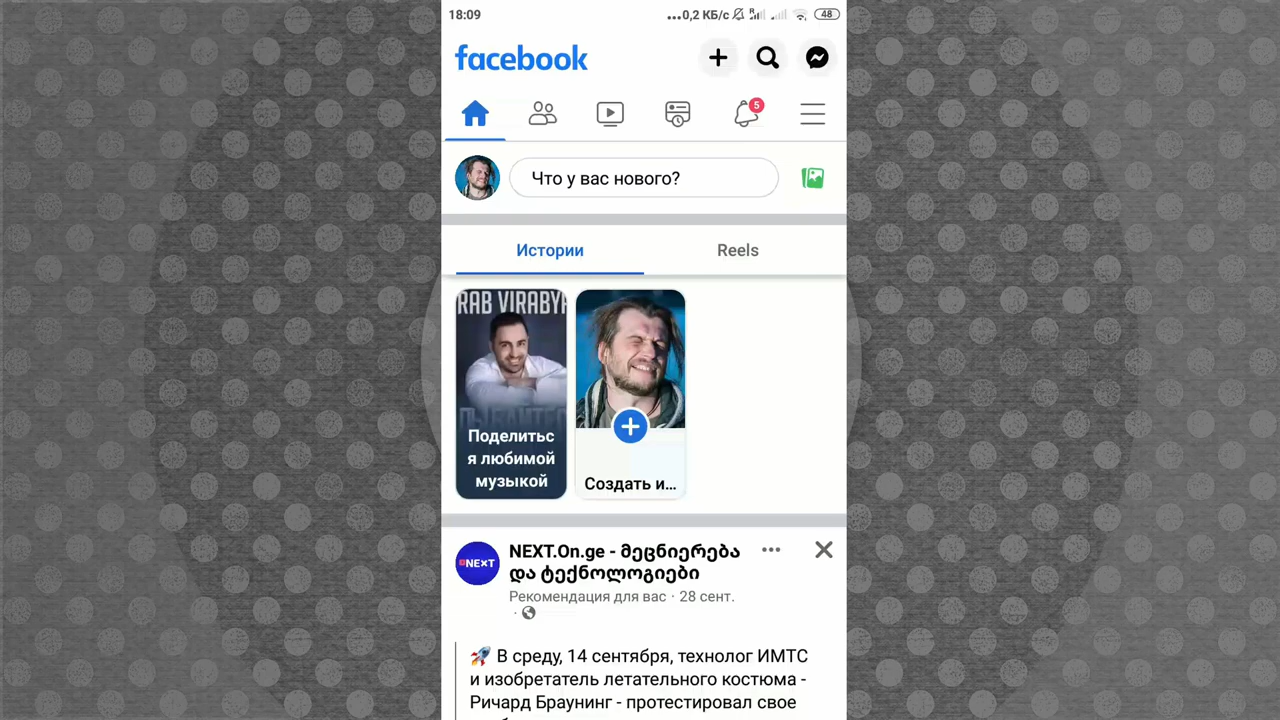 18:09
...0,2 КБ/с
R
48
facebook
5
Что у вас нового?
Истории
Reels
RAB VIRABY
Поделитьс
я любимой
музыкой
Создать и...
NEXT
NEXT.On.ge - მეცნიერება
და ტექნოლოგიები
Рекомендация для вас · 28 сент.
·
🚀 В среду, 14 сентября, технолог ИМТС
и изобретатель летательного костюма -
Ричард Браунинг - протестировал свое